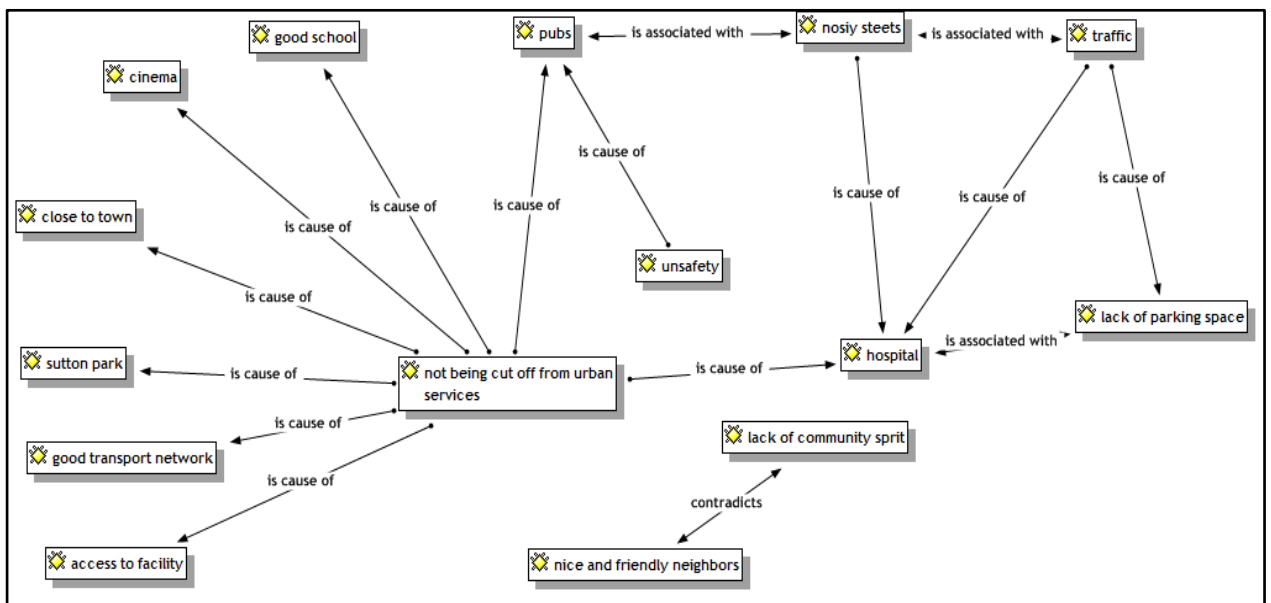 good school
pubs
is associated with
nosiy steets
is associated with
traffic
cinema
is cause of
is cause of
is cause of
is cause of
is cause of
is cause of
is cause of
close to town
is cause of
unsafety
is cause of
lack of parking space
is associated with
hospital
sutton park
is cause of
not being cut off from urban
services
is cause of
is cause of
good transport network
lack of community sprit
is cause of
contradicts
access to facility
nice and friendly neighbors